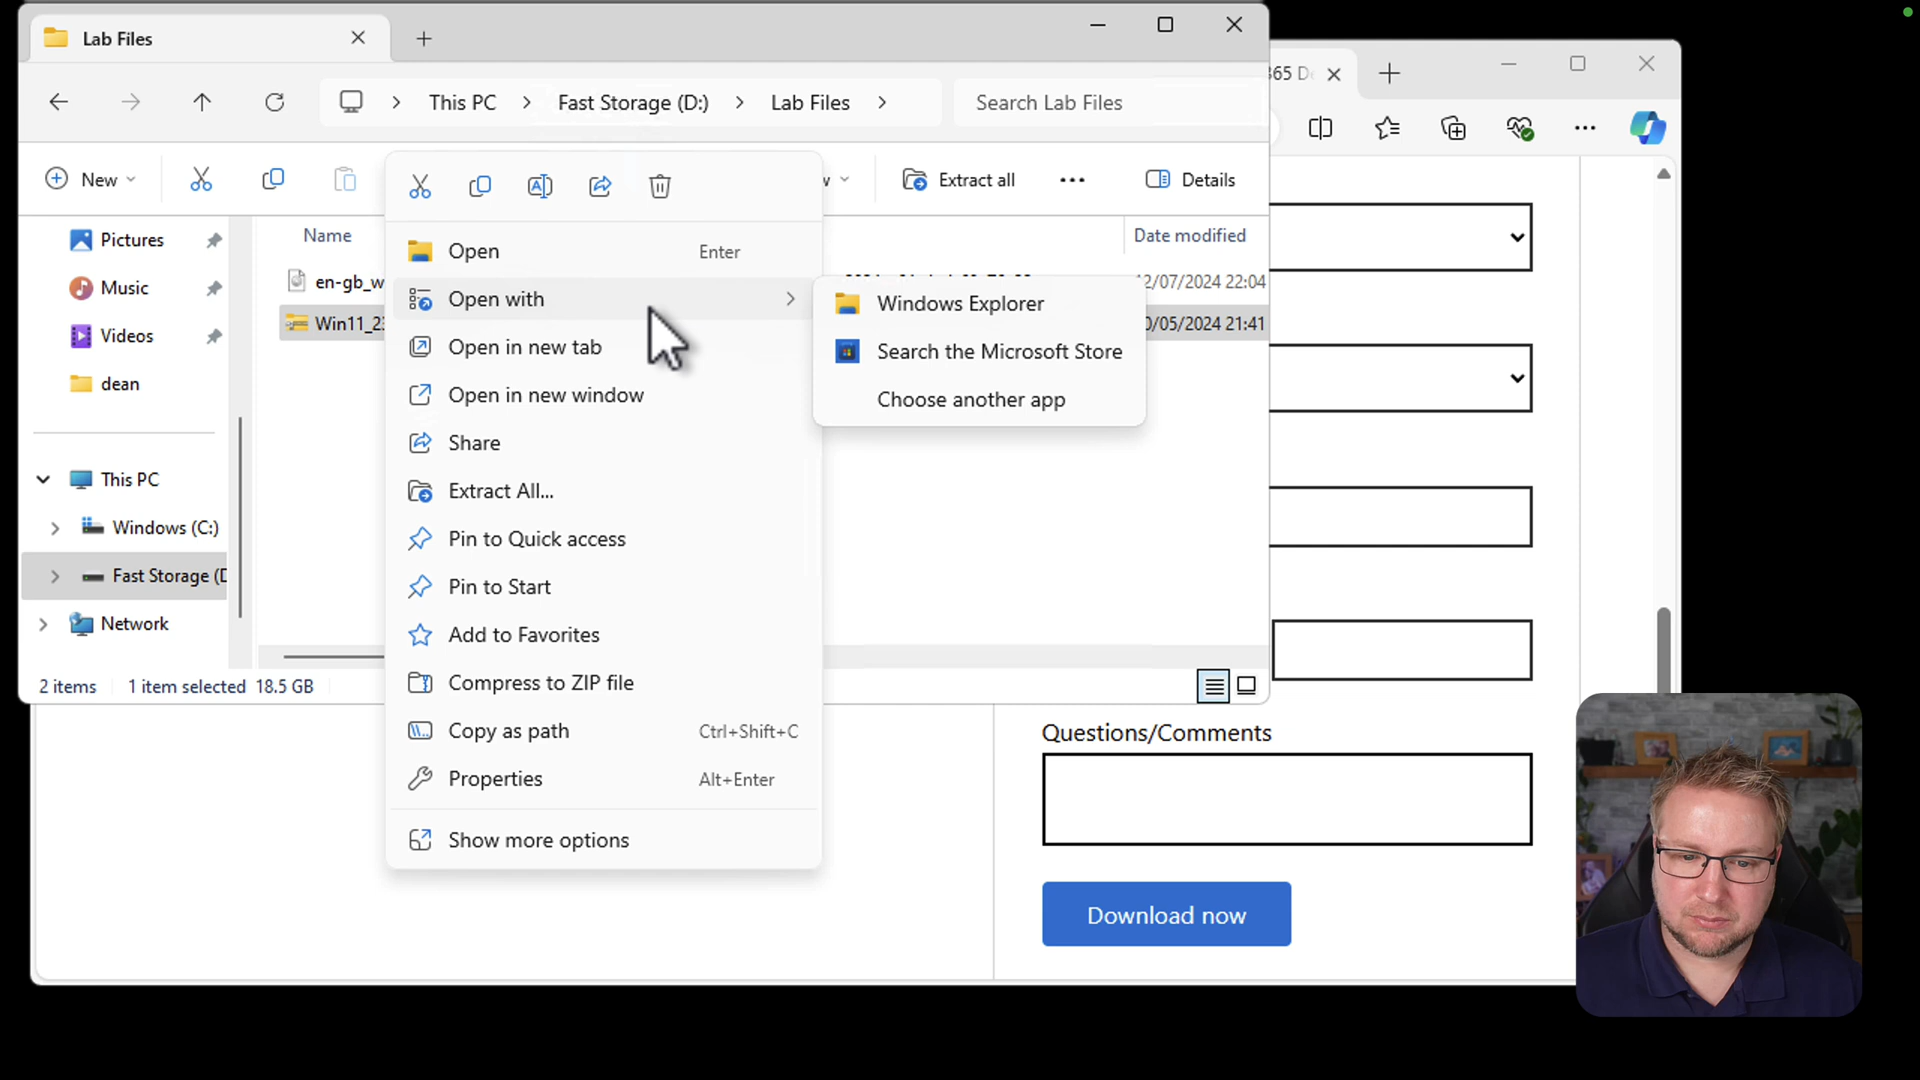 Lab Files
This PC
Fast Storage (D:)
Lab Files
Search Lab Files
New
Extract all
Details
Pictures
Music
Videos
dean
This PC
Windows (C:)
Fast Storage (D
Network
Name
Date modified
en-gb_w
12/07/2024 22:04
Win11_23
0/05/2024 21:41
Open
Enter
Open with
Open in new tab
Open in new window
Share
Extract All...
Pin to Quick access
Pin to Start
Add to Favorites
Compress to ZIP file
Copy as path
Ctrl+Shift+C
Properties
Alt+Enter
Show more options
Windows Explorer
Search the Microsoft Store
Choose another app
2 items
1 item selected 18.5 GB
365 De
Questions/Comments
Download now